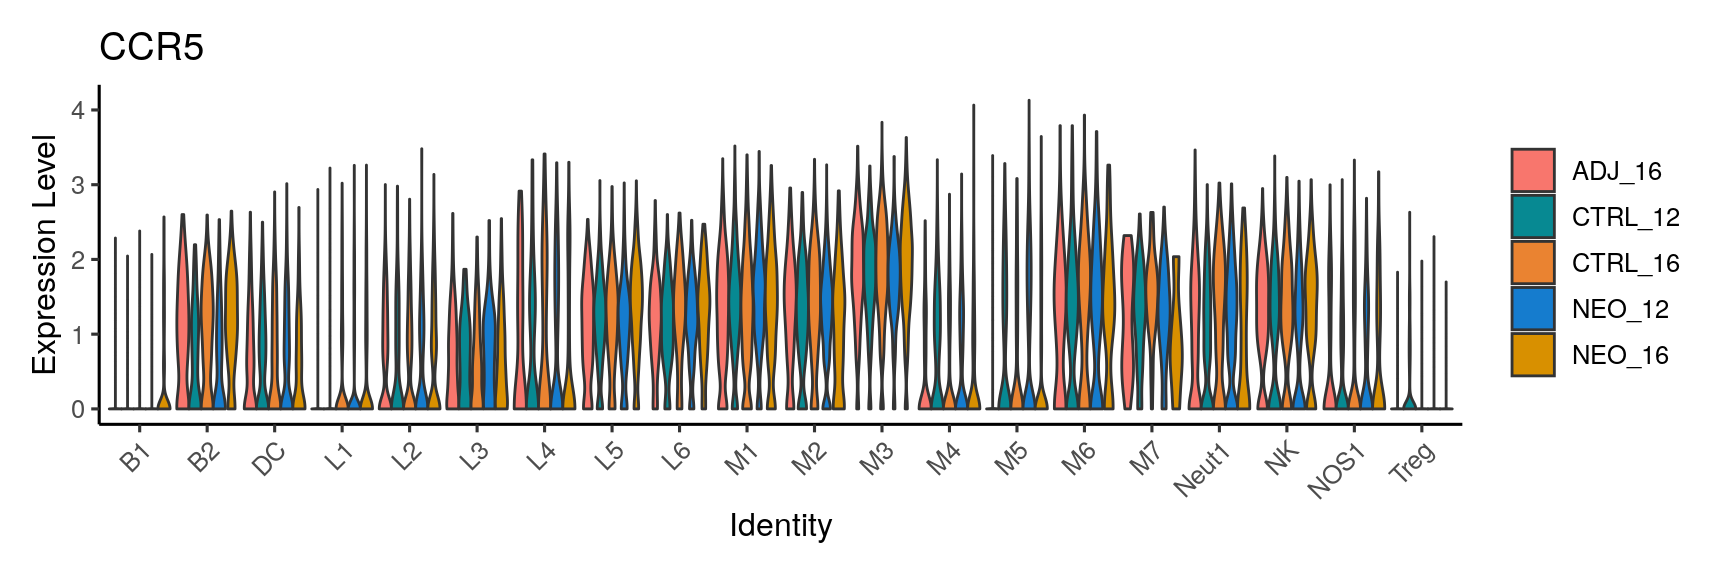 CCR5
Expression Level
4
3
2
1
0
B1 B2 DC L1 L2 L3 L4 L5 L6 M1 M2 M3 M4 M5 M6 M7 Neut1 NK NOS1 Treg
Identity
ADJ_16
CTRL_12
CTRL_16
NEO_12
NEO_16